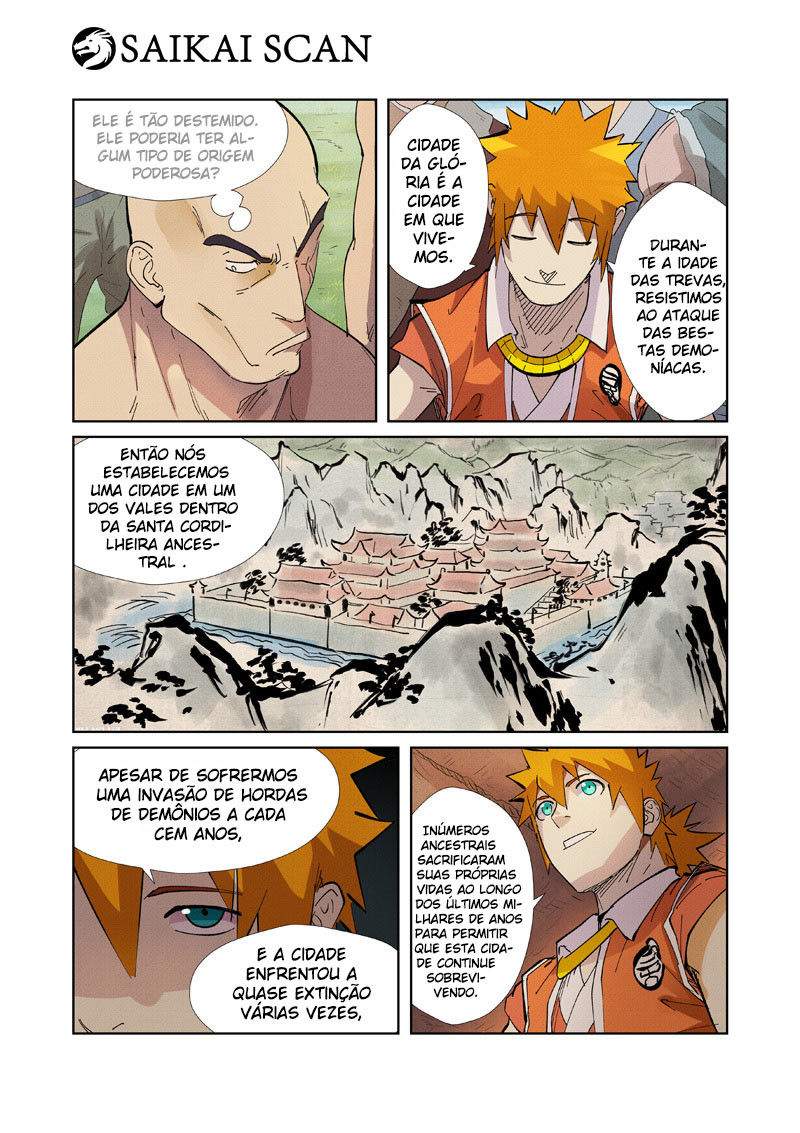 SAIKAI SCAN
ELE É TÃO DESTEMIDO.
ELE PODERIA TER AL-
GUM TIPO DE ORIGEM
PODEROSA?
CIDADE
DA GLÓ-
RIA É A
CIDADE
EM QUE
VIVE-
MOS.
DURAN-
TE A IDADE
DAS TREVAS,
RESISTIMOS
AO ATAQUE
DAS BES-
TAS DEMO-
NÍACAS.
ENTÃO NÓS
ESTABELECEMOS
UMA CIDADE EM UM
DOS VALES DENTRO
DA SANTA CORDI-
LHEIRA ANCES-
TRAL .
APESAR DE SOFRERMOS
UMA INVASÃO DE HORDAS
DE DEMÔNIOS A CADA
CEM ANOS,
E A CIDADE
ENFRENTOU A
QUASE EXTINÇÃO
VÁRIAS VEZES,
INÚMEROS
ANCESTRAIS
SACRIFICARAM
SUAS PRÓPRIAS
VIDAS AO LONGO
DOS ÚLTIMOS MI-
LHARES DE ANOS
PARA PERMITIR
QUE ESTA CIDA-
DE CONTINUE
SOBREVI-
VENDO.